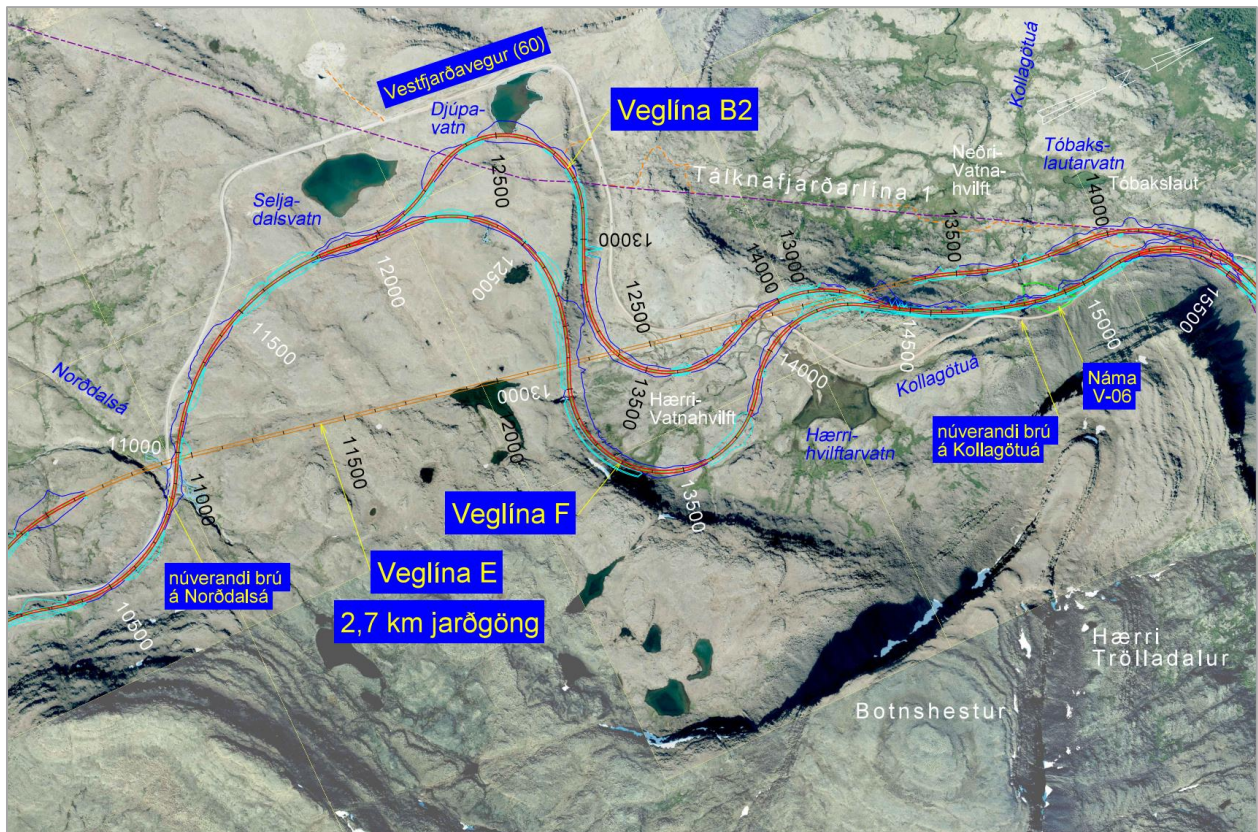 Vestfjarðavegur (60)
Djúpa-
vatn
Veglína B2
Kollagötuá
N
Neðri-
Vatna-
hvilft
Tóbaks-
lautarvatn
Tóbakslaut
Tálknafjarðarlína 1
Selja-
dalsvatn
12500
13000
13000
13500
14000
12000
12500
12500
14000
11500
13500
14000
14500
15000
15500
Norðdalsá
Hærri-
Vatnahvilft
Kollagötuá
Náma
V-06
11000
13000
12000
Hærri-
hvilftarvatn
núverandi brú
á Kollagötuá
11000
11500
13500
Veglína F
núverandi brú
á Norðdalsá
Veglína E
2,7 km jarðgöng
10500
Hærri
Trölladalur
Botnshestur